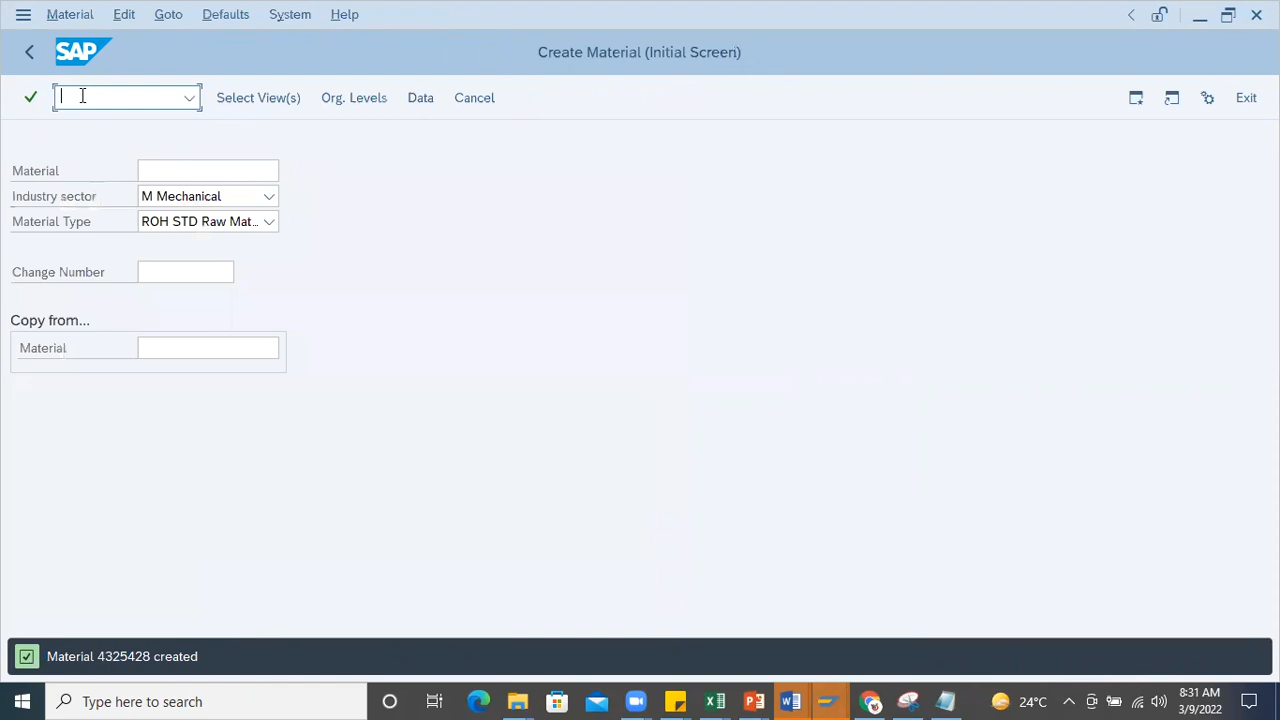 Material Edit Goto Defaults System Help
SAP Create Material (Initial Screen)
Select View(s) Org. Levels Data Cancel Exit
Material
Industry sector M Mechanical
Material Type ROH STD Raw Mat...
Change Number
Copy from...
Material
Material 4325428 created
Type here to search 24°C 8:31 AM
3/9/2022